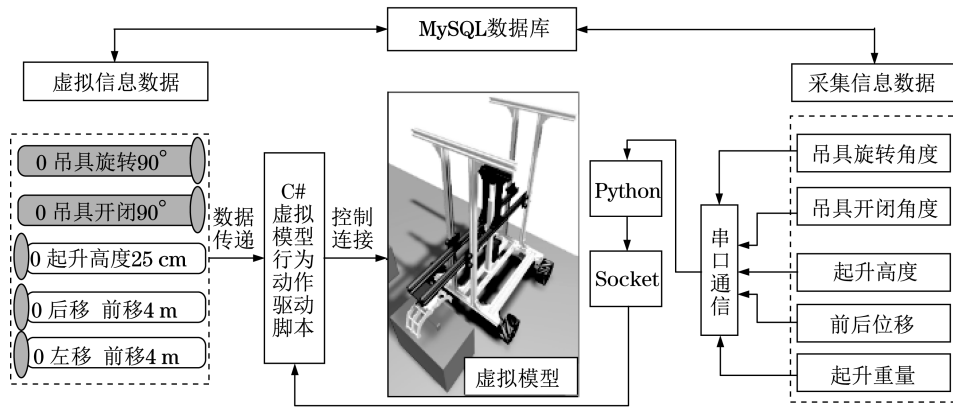 MySQL数据库
虚拟信息数据
采集信息数据
0 吊具旋转90°
0 吊具开闭90°
0 起升高度25 cm
0 后移 前移4 m
0 左移 前移4 m
数据
传递
C#
虚拟
模型
行为
动作
驱动
脚本
控制
连接
虚拟模型
Python
Socket
串口通信
吊具旋转角度
吊具开闭角度
起升高度
前后位移
起升重量